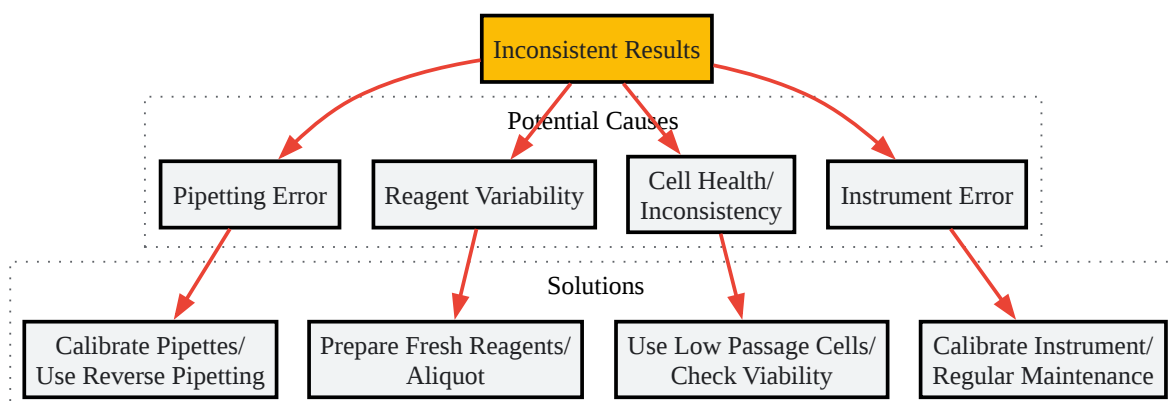 Inconsistent Results
Potential Causes
Pipetting Error
Reagent Variability
Cell Health/
Inconsistency
Instrument Error
Solutions
Calibrate Pipettes/
Use Reverse Pipetting
Prepare Fresh Reagents/
Aliquot
Use Low Passage Cells/
Check Viability
Calibrate Instrument/
Regular Maintenance